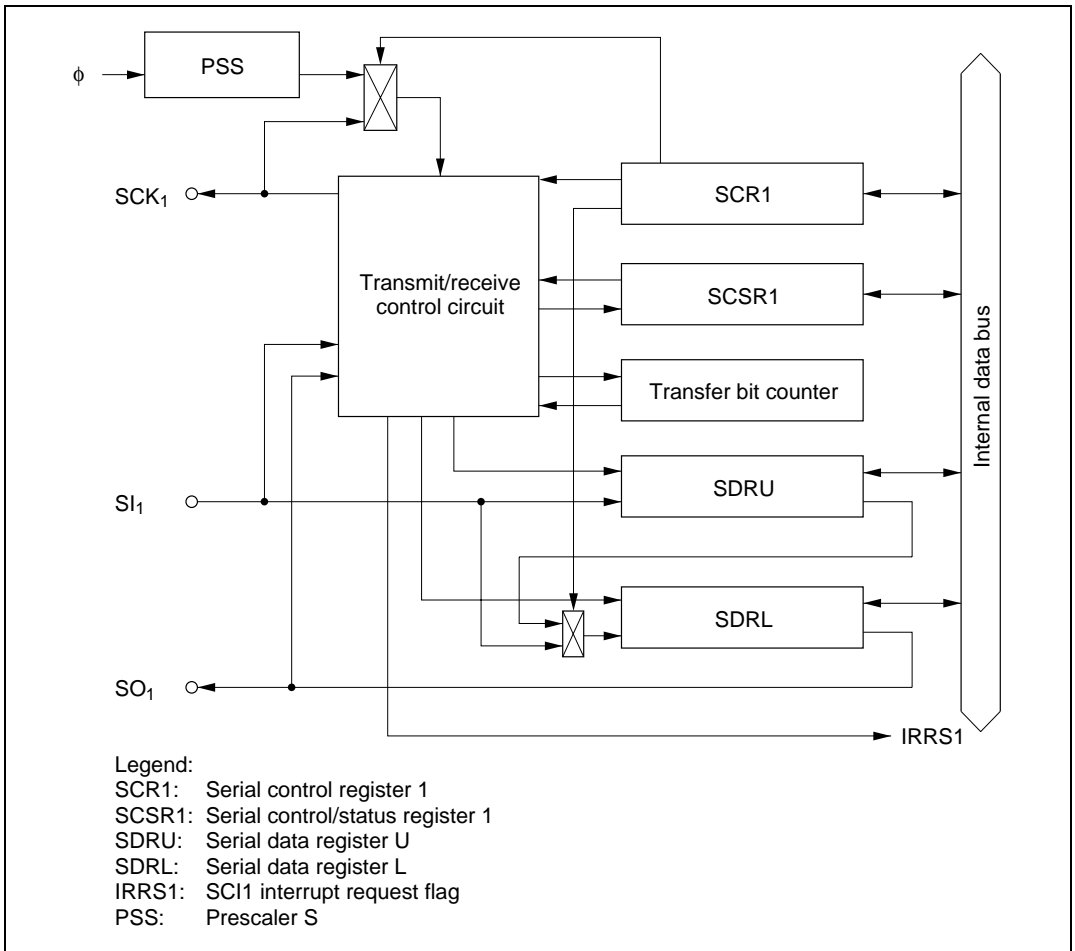 PSS
ϕ
SCK₁
SCR1
Transmit/receive
control circuit
SCSR1
Transfer bit counter
Internal data bus
SI₁
SDRU
SDRL
SO₁
IRRS1
Legend:
SCR1: Serial control register 1
SCSR1: Serial control/status register 1
SDRU: Serial data register U
SDRL: Serial data register L
IRRS1: SCI1 interrupt request flag
PSS: Prescaler S